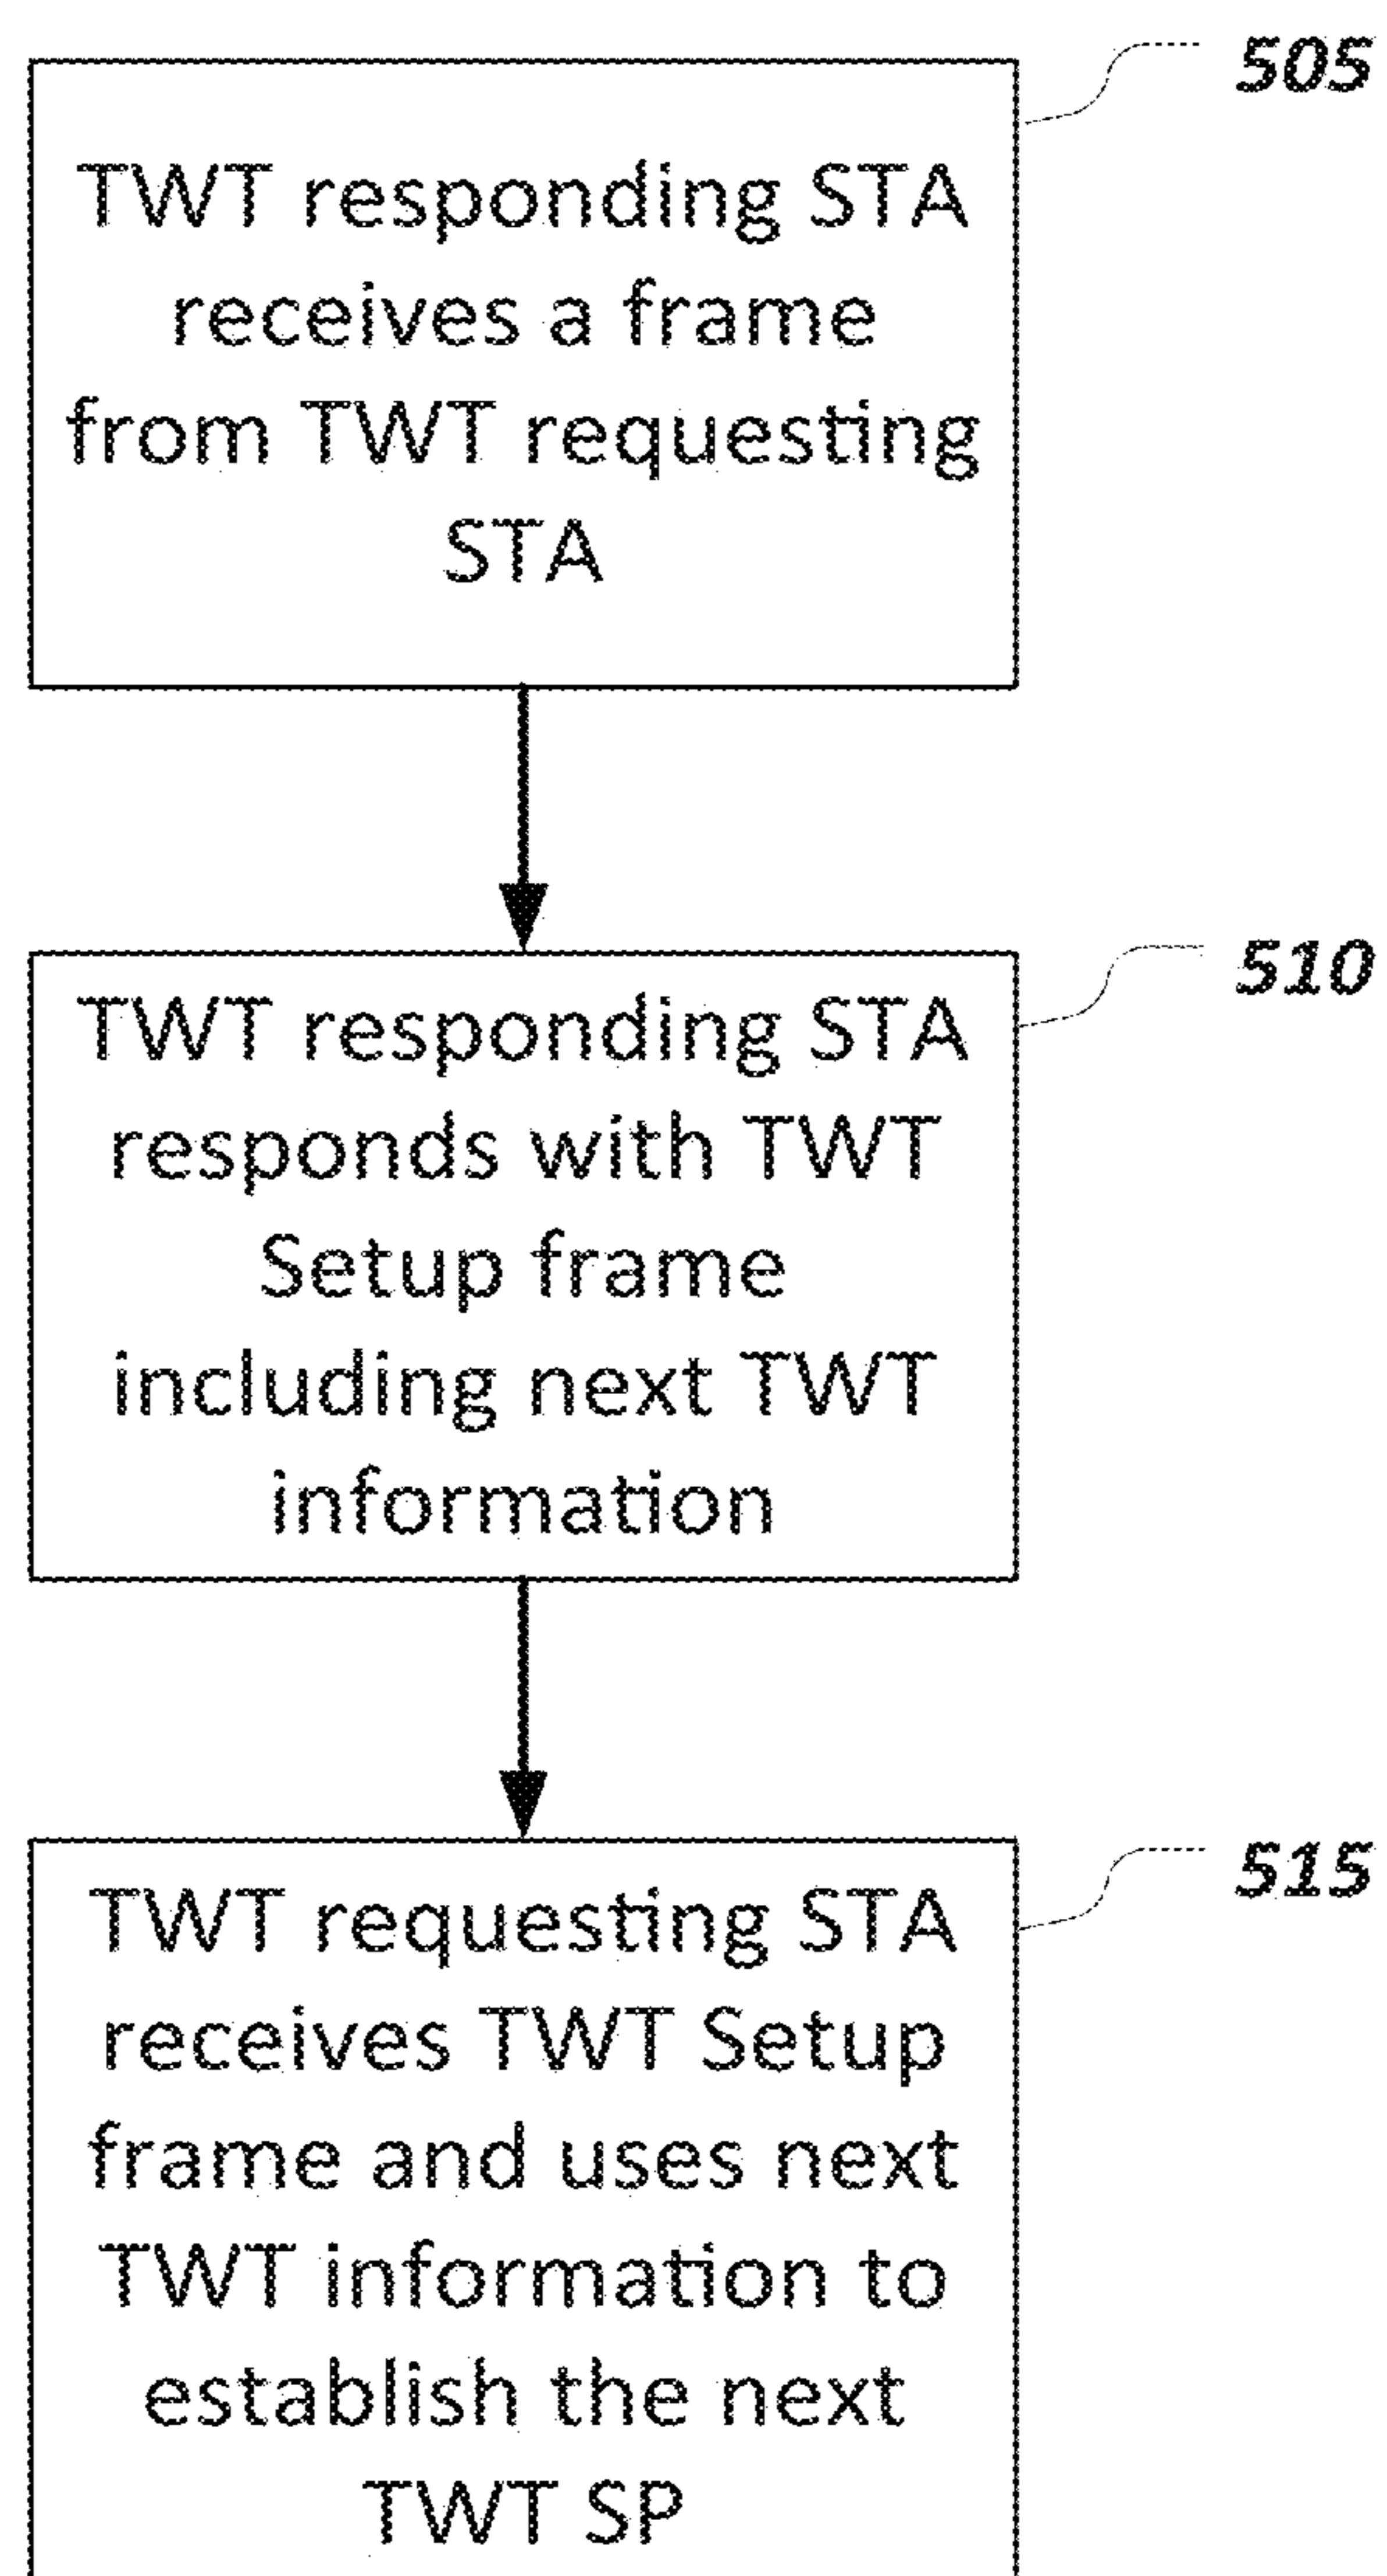 505
TWT responding STA
receives a frame
from TWT requesting
STA
510
TWT responding STA
responds with TWT
Setup frame
including next TWT
information
515
TWT requesting STA
receives TWT Setup
frame and uses next
TWT information to
establish the next
TWT SP